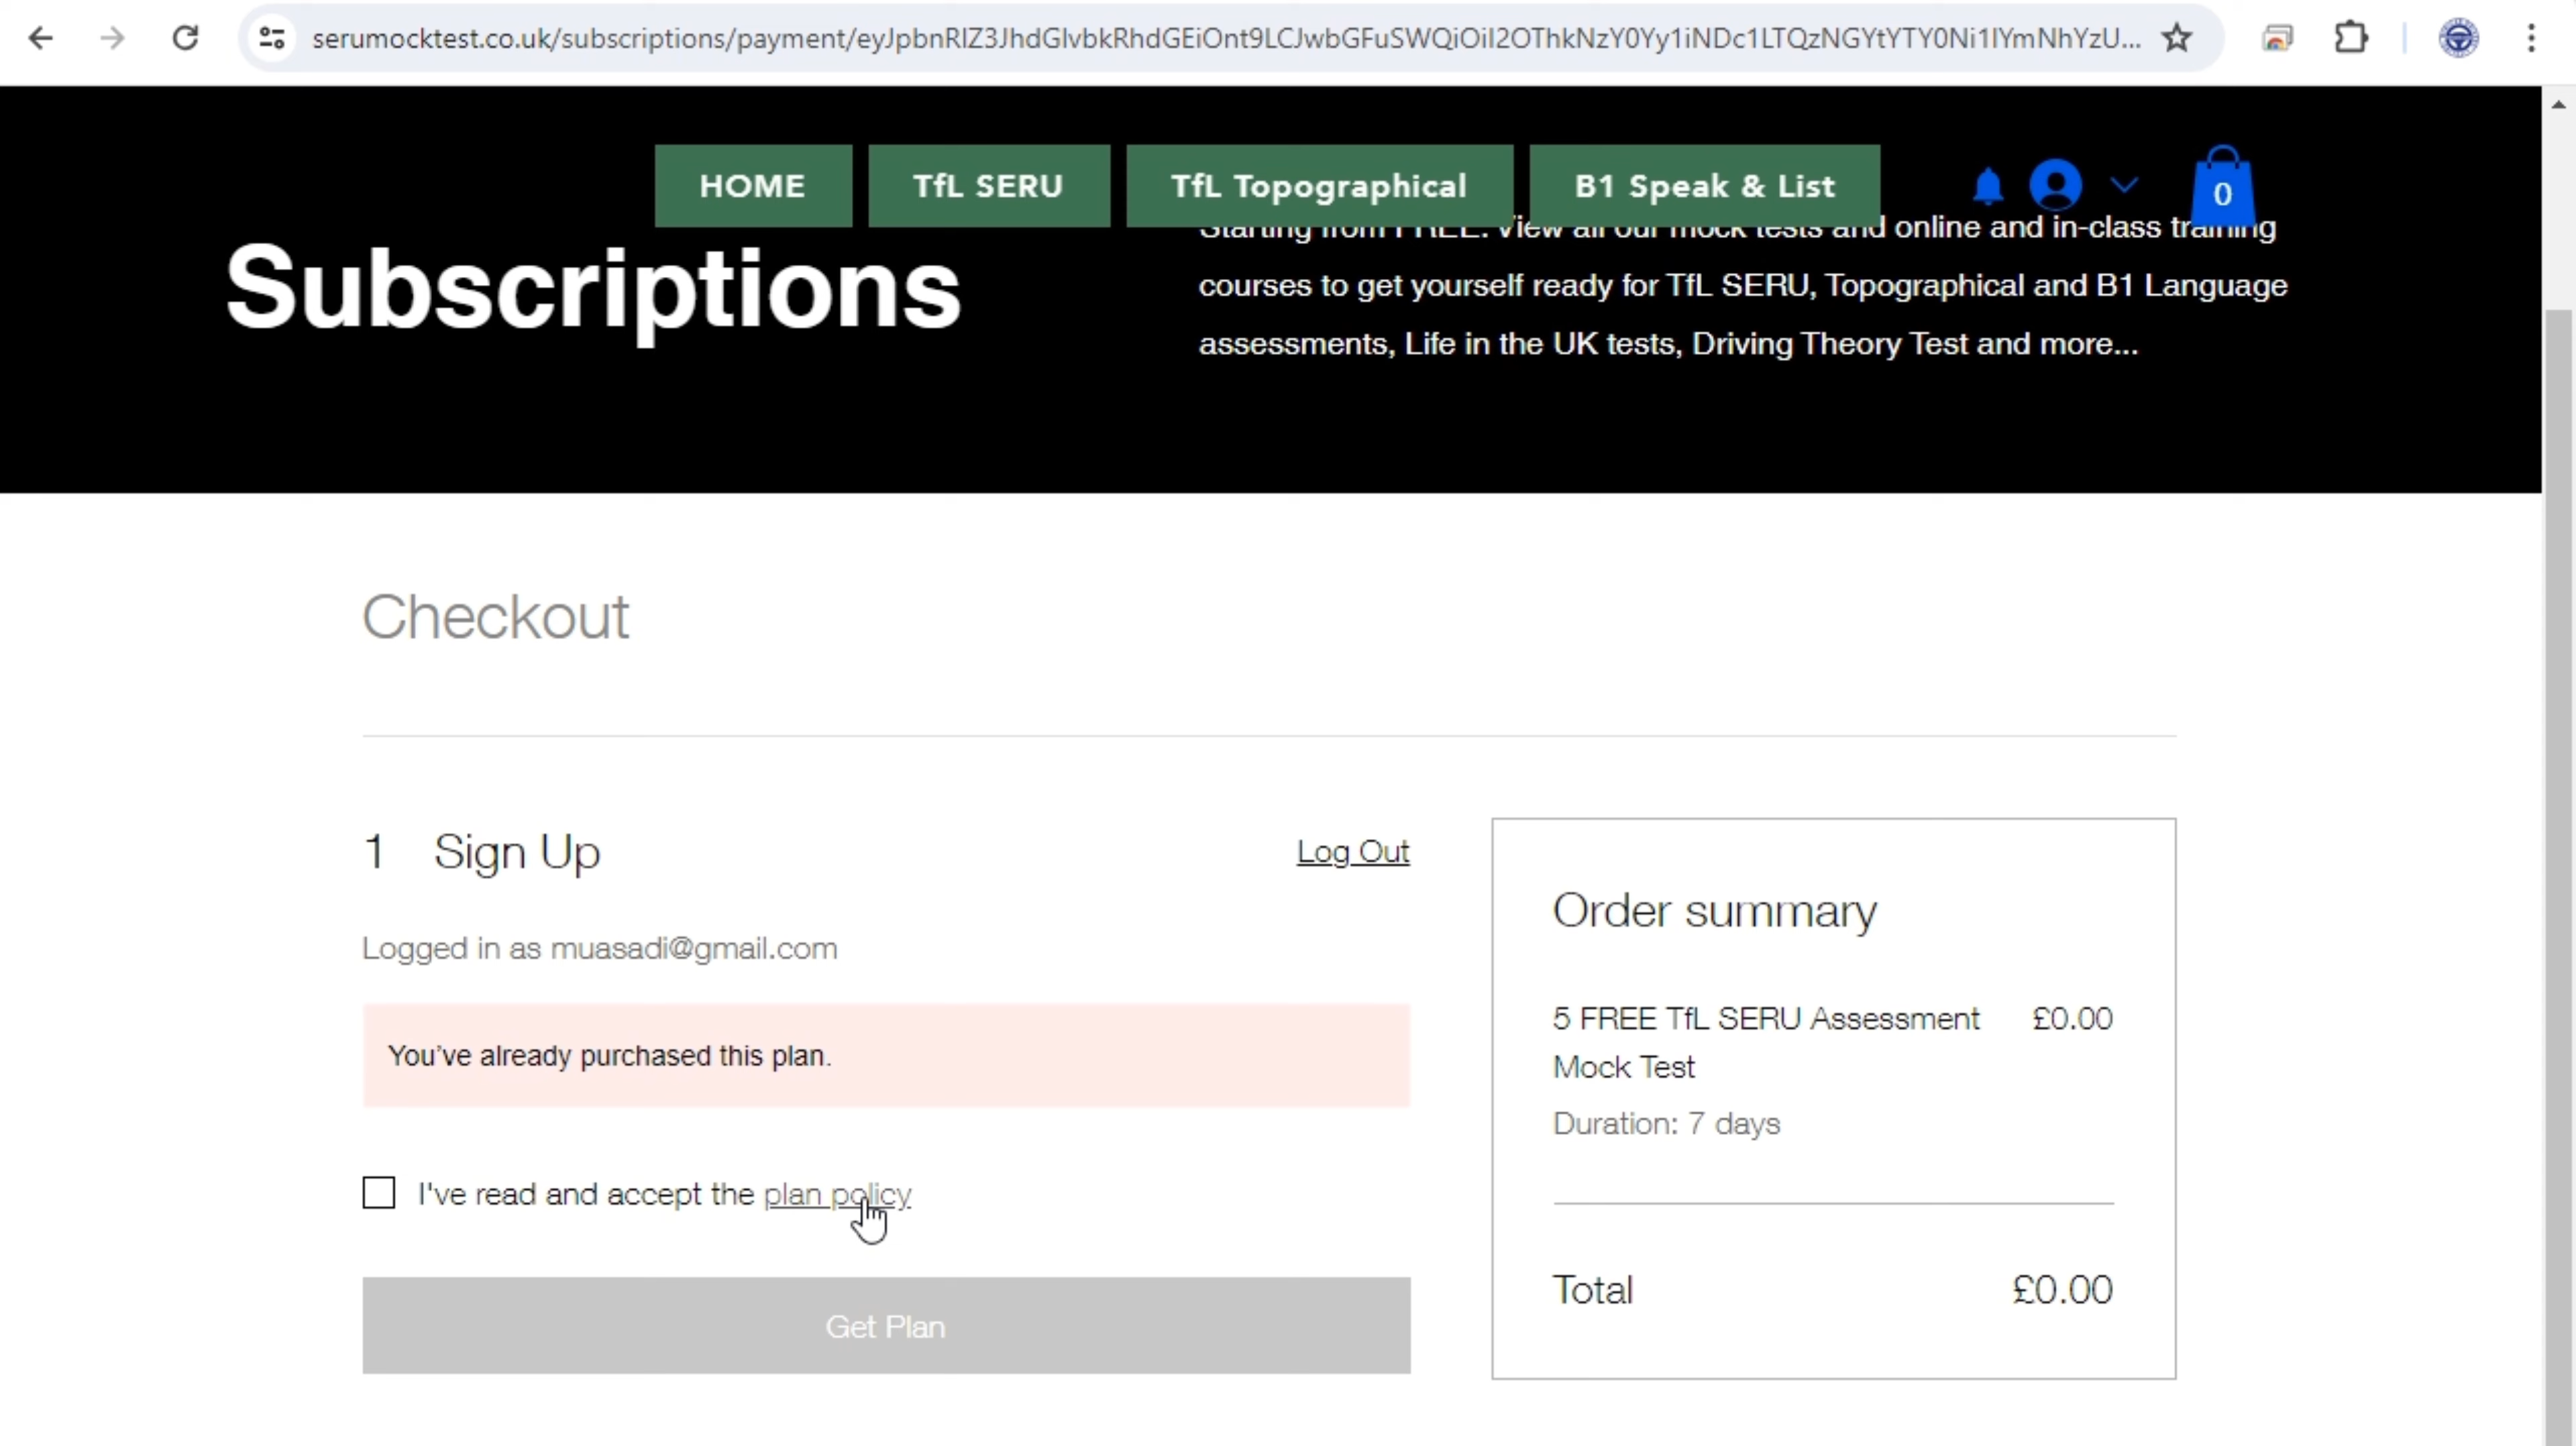 serumocktest.co.uk/subscriptions/payment/eyJpbnRlZ3JhdGlvbkRhdGEiOnt9LCJwbGFuSWQiOiI2OThkNzY0Yy1iNDc1LTQzNGYtYTY0Ni1lYmNhYzU...
HOME TfL SERU TfL Topographical B1 Speak & List 0
Starting from FREE. View all our mock tests and online and in-class training
Subscriptions
courses to get yourself ready for TfL SERU, Topographical and B1 Language
assessments, Life in the UK tests, Driving Theory Test and more...
Checkout
1 Sign Up
Log Out
Logged in as muasadi@gmail.com
You've already purchased this plan.
I've read and accept the plan policy
Get Plan
Order summary
5 FREE TfL SERU Assessment £0.00
Mock Test
Duration: 7 days
Total £0.00